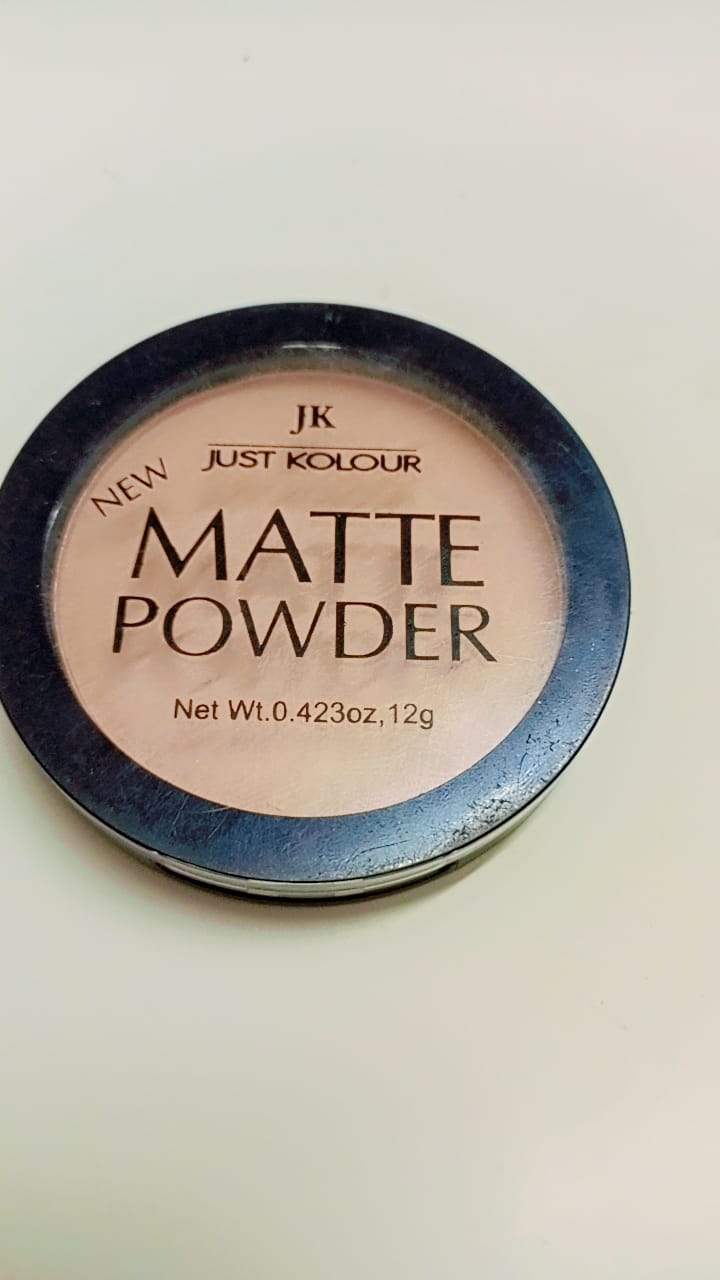 JK
JUST KOLOUR
NEW
MATTE
POWDER
Net Wt.0.423oz,12g